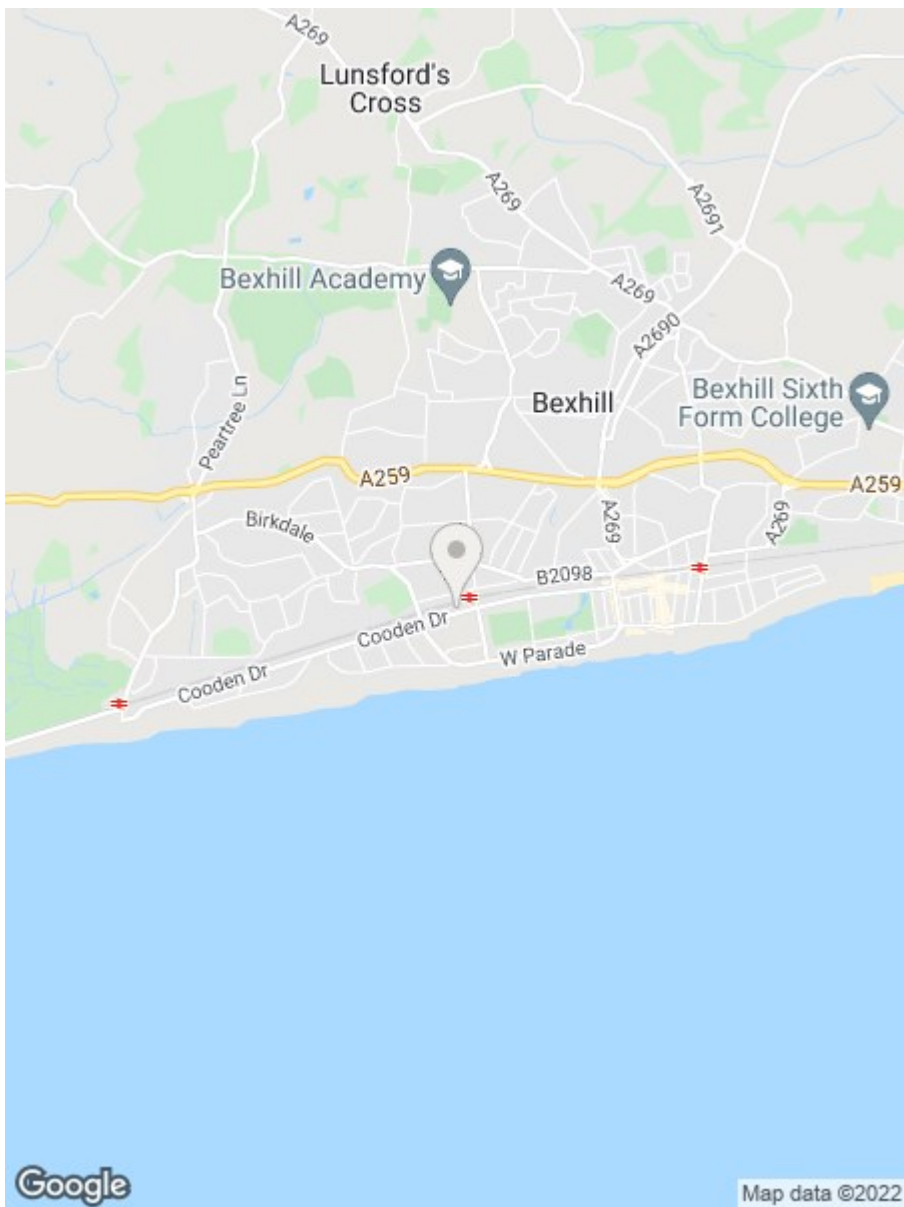 A269
Lunsford's
Cross
A269
A2691
Bexhill Academy
A269
A2690
Bexhill
Bexhill Sixth
Form College
Peartree Ln
A259
A259
Birkdale
A269
A269
B2098
Cooden Dr
W Parade
Cooden Dr
Google
Map data ©2022